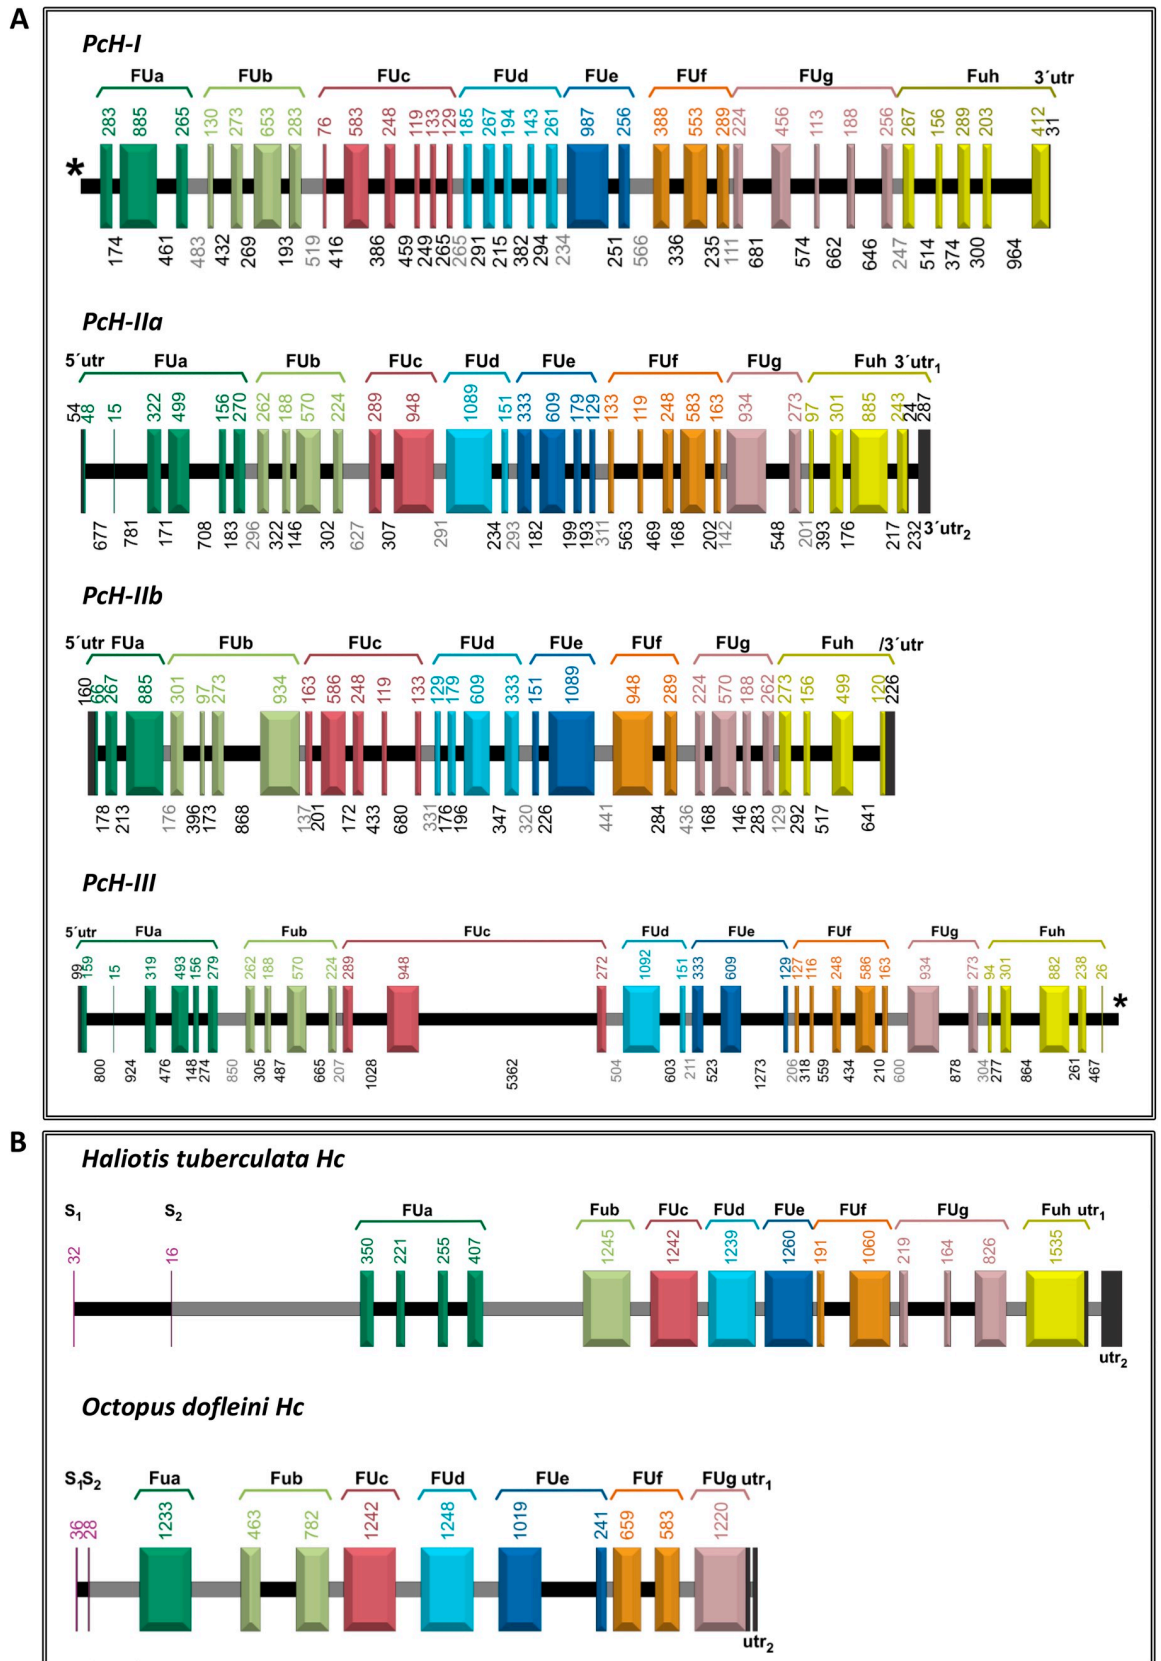 A
PcH-I
FUa FUb FUc FUd FUe FUf FUg Fuh 3´utr
283 885 265 130 273 653 283 76 583 248 119 133 129 185 267 194 143 261 987 256 388 553 289 224 456 113 188 256 267 156 289 203 412 31
*
174 461 483 432 269 193 519 416 386 459 249 265 265 291 215 382 294 234 251 566 336 235 111 681 574 662 646 247 514 374 300 964
PcH-IIa
5´utr FUa FUb FUc FUd FUe FUf FUg Fuh 3´utr1
54 48 15 322 499 156 270 262 188 570 224 289 948 1089 151 333 609 179 129 133 119 248 583 163 934 273 97 301 885 243 24 287
677 781 171 708 183 296 322 146 302 627 307 291 234 293 182 199 193 311 563 469 168 202 142 548 201 393 176 217 232 3´utr2
PcH-IIb
5´utr FUa FUb FUc FUd FUe FUf FUg Fuh /3´utr
160 66 267 885 301 97 273 934 163 586 248 119 133 129 179 609 333 151 1089 948 289 224 570 188 262 273 156 499 120 226
178 213 176 396 173 868 137 201 172 433 680 331 176 196 347 320 226 441 284 436 168 146 283 129 292 517 641
PcH-III
5´utr FUa Fub FUc FUd FUe FUf FUg Fuh
99 159 15 319 493 156 279 262 188 570 224 289 948 272 1092 151 333 609 129 127 116 248 586 163 934 273 94 301 882 238 26
*
800 924 476 148 274 850 305 487 665 207 1028 5362 504 603 211 523 1273 206 318 559 434 210 600 878 304 277 864 261 467
B
Haliotis tuberculata Hc
S1 S2 FUa Fub FUc FUd FUe FUf FUg Fuh utr1
32 16 350 221 255 407 1245 1242 1239 1260 191 1060 219 164 826 1535
utr2
Octopus dofleini Hc
S1S2 Fua Fub FUc FUd FUe FUf FUg utr1
36 28 1233 463 782 1242 1248 1019 241 659 583 1220
utr2